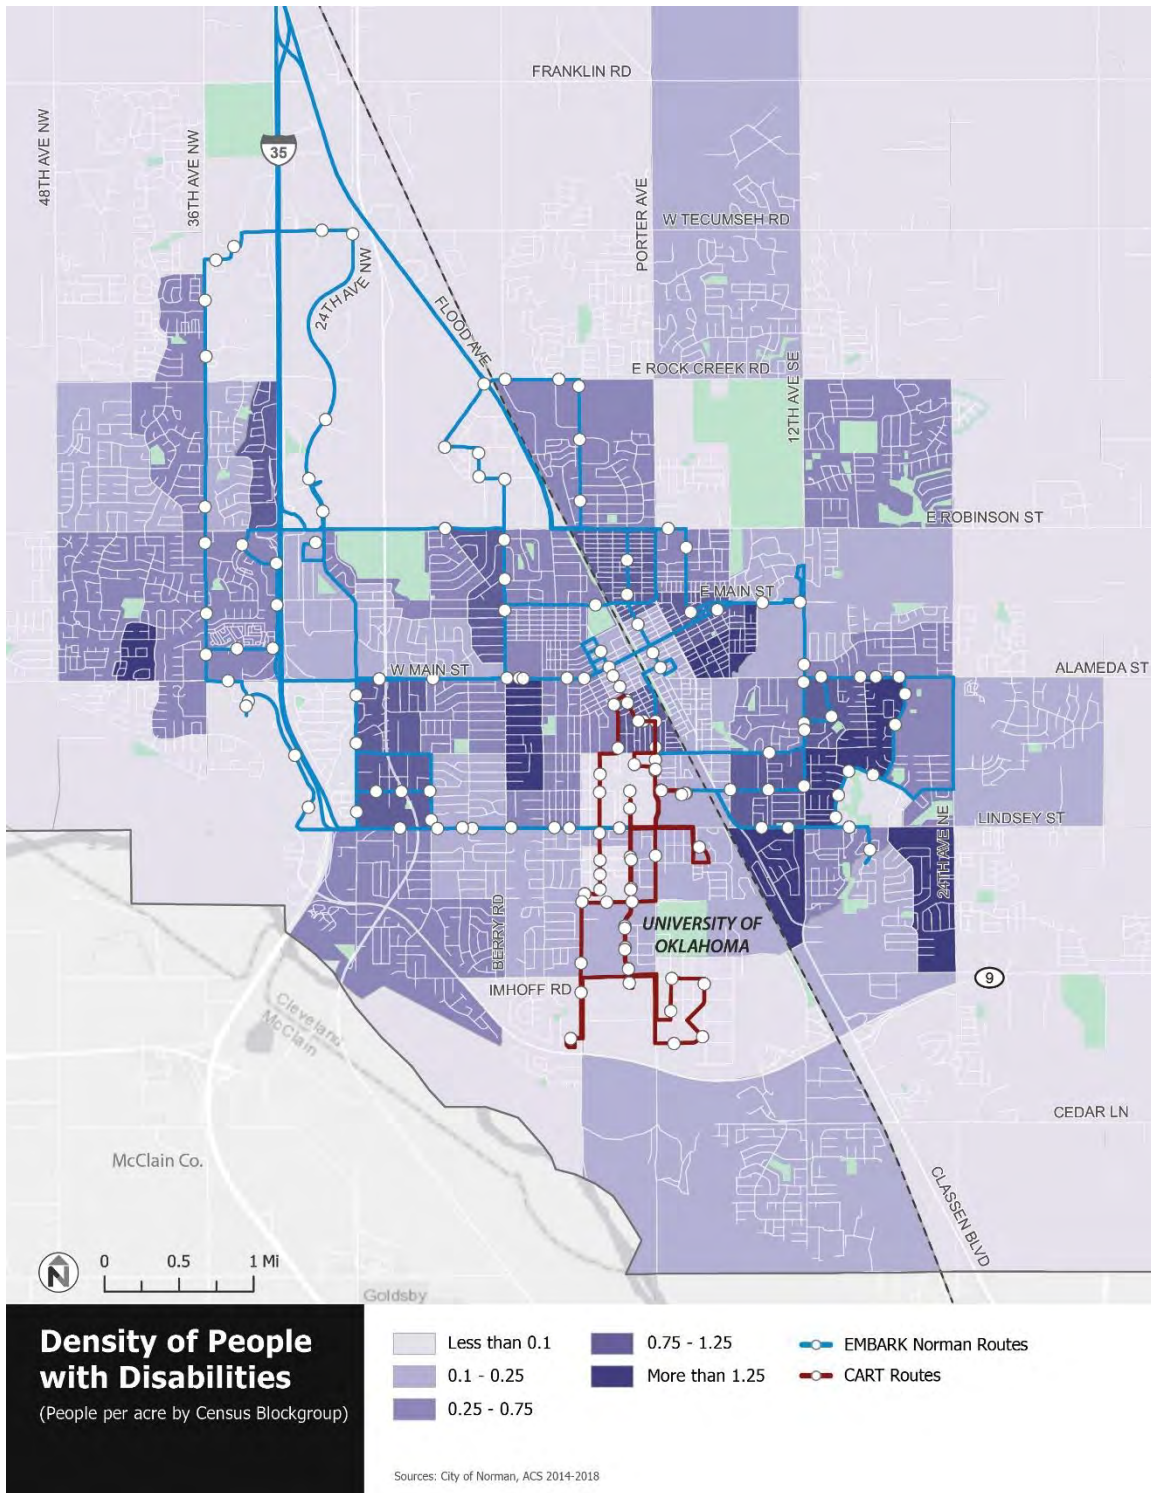 FRANKLIN RD
48TH AVE NW
36TH AVE NW
35
PORTER AVE
W TECUMSEH RD
24TH AVE NW
FLOOD AVE
E ROCK CREEK RD
12TH AVE SE
E ROBINSON ST
E MAIN ST
W MAIN ST
ALAMEDA ST
LINDSEY ST
24TH AVE NE
BERRY RD
UNIVERSITY OF
OKLAHOMA
IMHOFF RD
9
Cleveland
McClain
CEDAR LN
McClain Co.
CLASSEN BLVD
N
0 0.5 1 Mi
Goldsby
Density of People
with Disabilities
(People per acre by Census Blockgroup)
Less than 0.1
0.1 - 0.25
0.25 - 0.75
0.75 - 1.25
More than 1.25
EMBARK Norman Routes
CART Routes
Sources: City of Norman, ACS 2014-2018